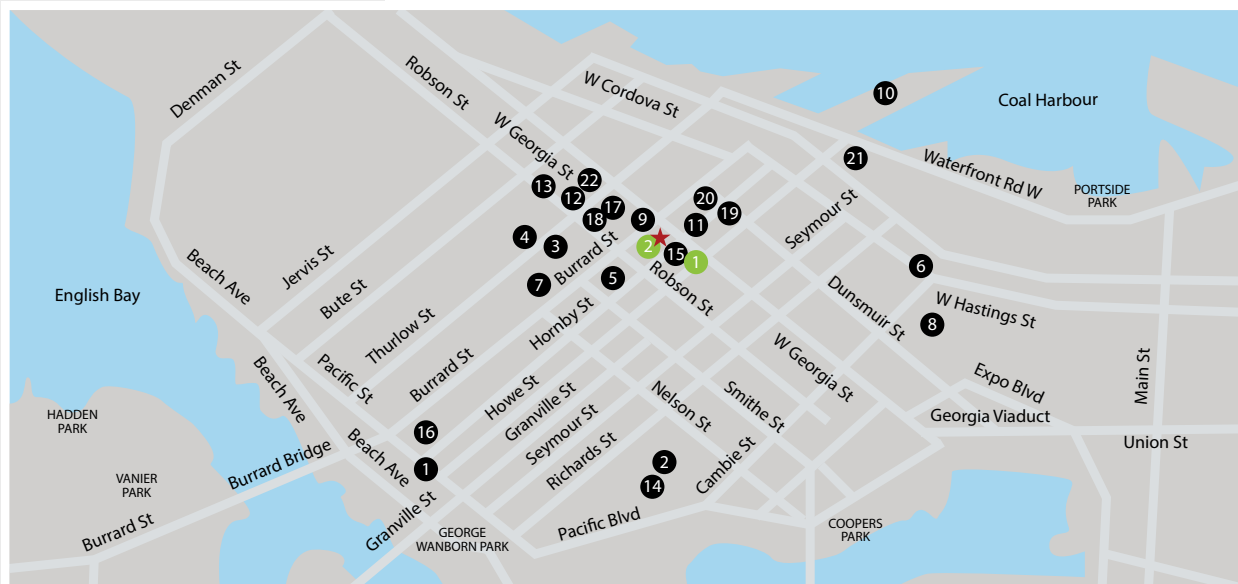 Denman St
Robson St
W Cordova St
10
Coal Harbour
W Georgia St
21
Waterfront Rd W
PORTSIDE
PARK
13
22
12
20
17
18
9
19
11
Seymour St
4
3
2
15
1
Burrard St
5
7
Robson St
6
Beach Ave
Jervis St
English Bay
Bute St
Hornby St
Dunsmuir St
W Hastings St
8
Thurlow St
W Georgia St
Main St
Beach Ave
Pacific St
Burrard St
Howe St
Granville St
Nelson St
Smithe St
Expo Blvd
Georgia Viaduct
HADDEN
PARK
Seymour St
Union St
16
Richards St
Beach Ave
1
2
14
Cambie St
Burrard Bridge
VANIER
PARK
Burrard St
Granville St
GEORGE
WANBORN PARK
Pacific Blvd
COOPERS
PARK